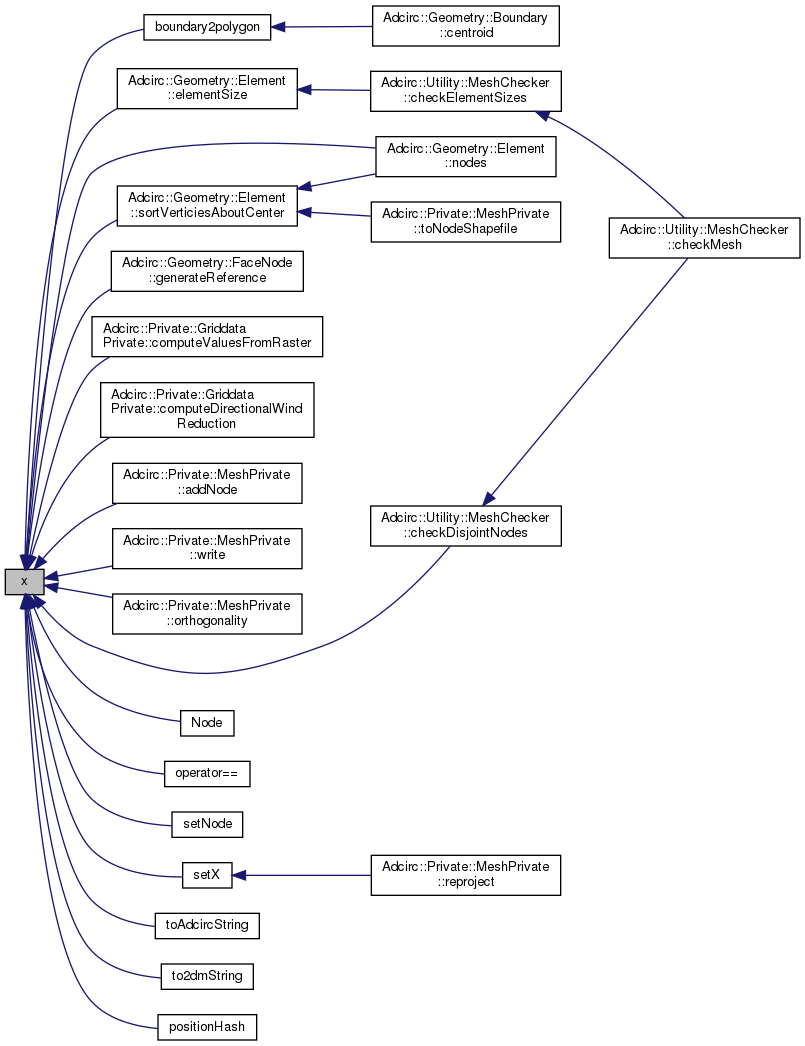 boundary2polygon
Adcirc::Geometry::Boundary
::centroid
Adcirc::Geometry::Element
::elementSize
Adcirc::Utility::MeshChecker
::checkElementSizes
Adcirc::Geometry::Element
::nodes
Adcirc::Geometry::Element
::sortVerticiesAboutCenter
Adcirc::Private::MeshPrivate
::toNodeShapefile
Adcirc::Utility::MeshChecker
::checkMesh
Adcirc::Geometry::FaceNode
::generateReference
Adcirc::Private::Griddata
Private::computeValuesFromRaster
Adcirc::Private::Griddata
Private::computeDirectionalWind
Reduction
Adcirc::Private::MeshPrivate
::addNode
Adcirc::Utility::MeshChecker
::checkDisjointNodes
Adcirc::Private::MeshPrivate
::write
x
Adcirc::Private::MeshPrivate
::orthogonality
Node
operator==
setNode
setX
Adcirc::Private::MeshPrivate
::reproject
toAdcircString
to2dmString
positionHash